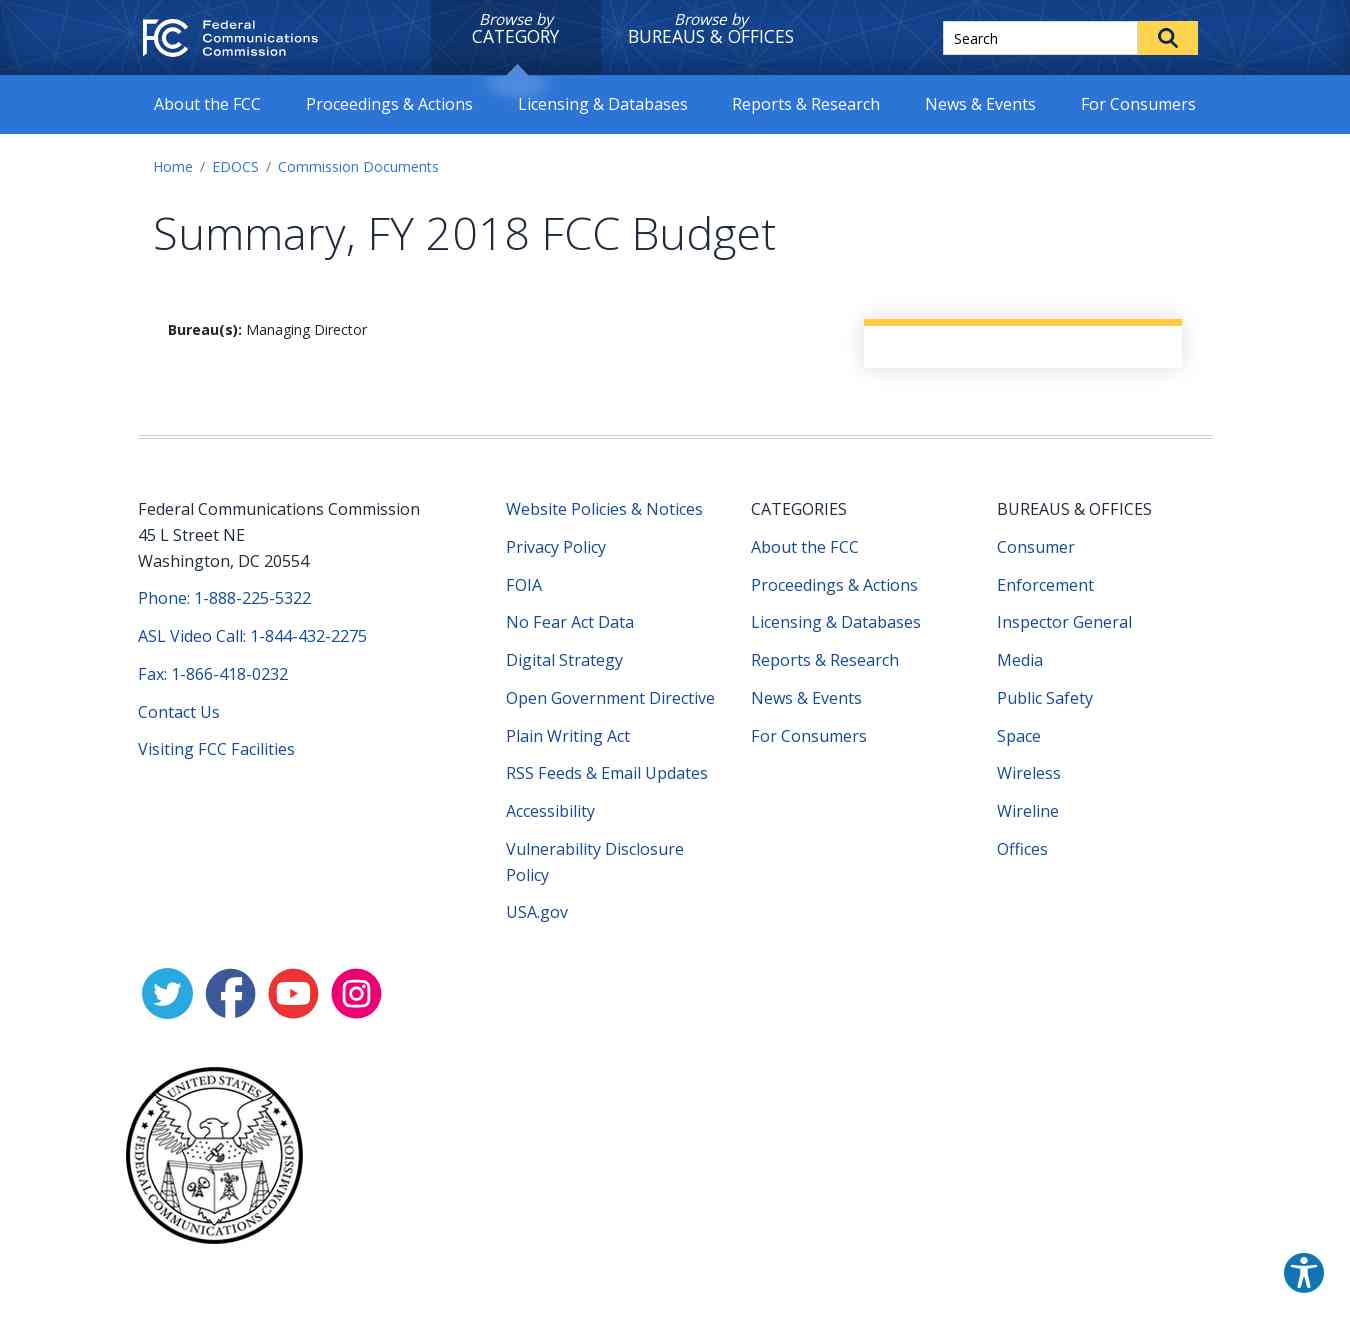 FCC Federal
Communications
Commission
Browse by
CATEGORY
Browse by
BUREAUS & OFFICES
Search
About the FCC
Proceedings & Actions
Licensing & Databases
Reports & Research
News & Events
For Consumers
Home / EDOCS / Commission Documents
Summary, FY 2018 FCC Budget
Bureau(s): Managing Director
Federal Communications Commission
45 L Street NE
Washington, DC 20554
Phone: 1-888-225-5322
ASL Video Call: 1-844-432-2275
Fax: 1-866-418-0232
Contact Us
Visiting FCC Facilities
Website Policies & Notices
Privacy Policy
FOIA
No Fear Act Data
Digital Strategy
Open Government Directive
Plain Writing Act
RSS Feeds & Email Updates
Accessibility
Vulnerability Disclosure
Policy
USA.gov
CATEGORIES
About the FCC
Proceedings & Actions
Licensing & Databases
Reports & Research
News & Events
For Consumers
BUREAUS & OFFICES
Consumer
Enforcement
Inspector General
Media
Public Safety
Space
Wireless
Wireline
Offices
UNITED STATES
FEDERAL COMMUNICATIONS COMMISSION